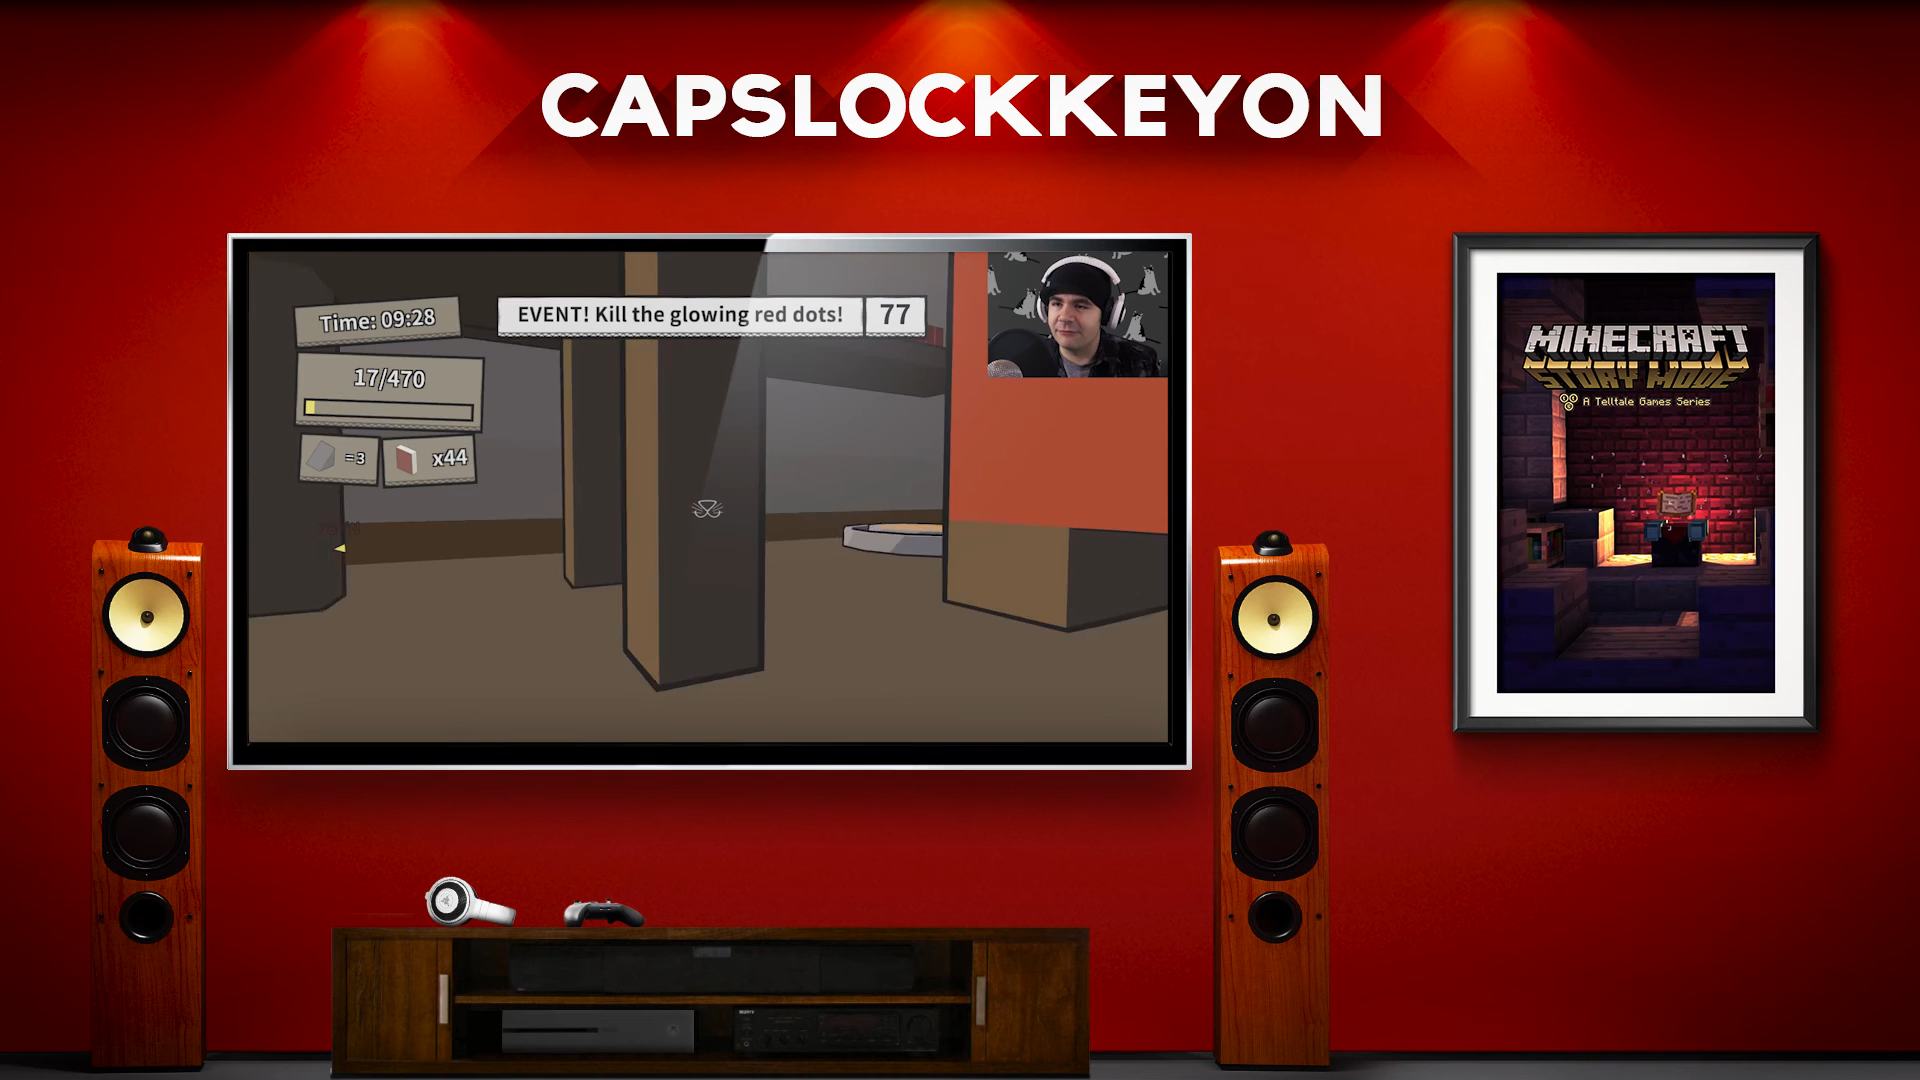 CAPSLOCKKEYON
Time: 09:28
EVENT! Kill the glowing red dots! 77
17/470
=3
x44
MINECRAFT
STORY MODE
A Telltale Games Series
SONY